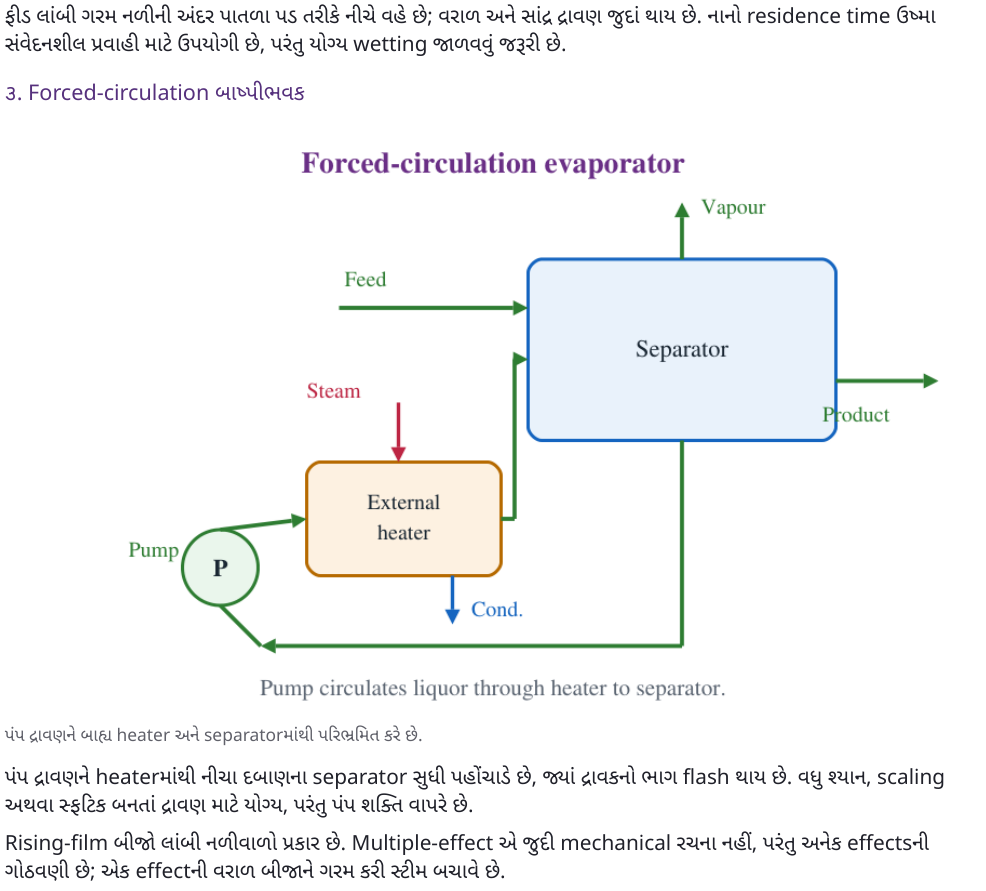 ફીડ લાંબી ગરમ નળીની અંદર પાતળા પડ તરીકે નીચે વહે છે; વરાળ અને સાંદ્ર દ્રાવણ જુદાં થાય છે. નાનો residence time ઉષ્મા
સંવેદનશીલ પ્રવાહી માટે ઉપયોગી છે, પરંતુ યોગ્ય wetting જાળવવું જરૂરી છે.
૩. Forced-circulation બાષ્પીભવક
Forced-circulation evaporator
Vapour
Feed
Separator
Steam
Product
External
heater
Pump
P
Cond.
Pump circulates liquor through heater to separator.
પંપ દ્રાવણને બાહ્ય heater અને separatorમાંથી પરિભ્રમિત કરે છે.
પંપ દ્રાવણને heaterમાંથી નીચા દબાણના separator સુધી પહોંચાડે છે, જ્યાં દ્રાવકનો ભાગ flash થાય છે. વધુ શ્યાન, scaling
અથવા સ્ફટિક બનતાં દ્રાવણ માટે યોગ્ય, પરંતુ પંપ શક્તિ વાપરે છે.
Rising-film બીજો લાંબી નળીવાળો પ્રકાર છે. Multiple-effect એ જુદી mechanical રચના નહીં, પરંતુ અનેક effectsની
ગોઠવણી છે; એક effectની વરાળ બીજાને ગરમ કરી સ્ટીમ બચાવે છે.